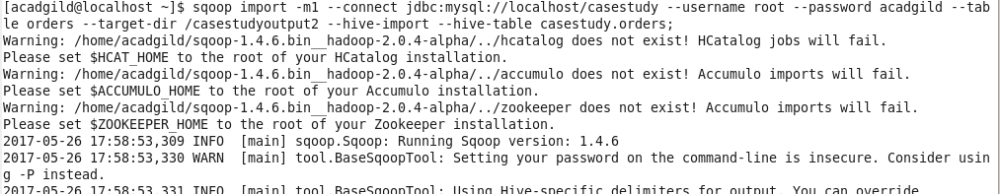 [acadgild@localhost ~]$ sqoop import -m1 --connect jdbc:mysql://localhost/casestudy --username root --password acadgild --tab
le orders --target-dir /casestudyoutput2 --hive-import --hive-table casestudy.orders;
Warning: /home/acadgild/sqoop-1.4.6.bin__hadoop-2.0.4-alpha/../hcatalog does not exist! HCatalog jobs will fail.
Please set $HCAT_HOME to the root of your HCatalog installation.
Warning: /home/acadgild/sqoop-1.4.6.bin__hadoop-2.0.4-alpha/../accumulo does not exist! Accumulo imports will fail.
Please set $ACCUMULO_HOME to the root of your Accumulo installation.
Warning: /home/acadgild/sqoop-1.4.6.bin__hadoop-2.0.4-alpha/../zookeeper does not exist! Accumulo imports will fail.
Please set $ZOOKEEPER_HOME to the root of your Zookeeper installation.
2017-05-26 17:58:53,309 INFO  [main] sqoop.Sqoop: Running Sqoop version: 1.4.6
2017-05-26 17:58:53,330 WARN  [main] tool.BaseSqoopTool: Setting your password on the command-line is insecure. Consider usin
g -P instead.
2017-05-26 17:58:53,331 INFO  [main] tool.BaseSqoopTool: Using Hive-specific delimiters for output. You can override